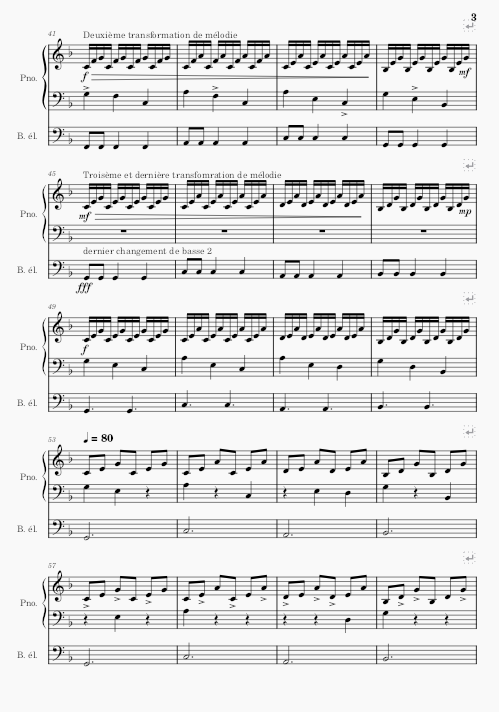 3
41
Deuxième transformation de mélodie
Pno.
f
mf
B. él.
45
Troisème et dernière transfomration de mélodie
Pno.
mf
mp
dernier changement de basse 2
B. él.
fff
49
Pno.
f
B. él.
53
= 80
Pno.
B. él.
57
Pno.
B. él.